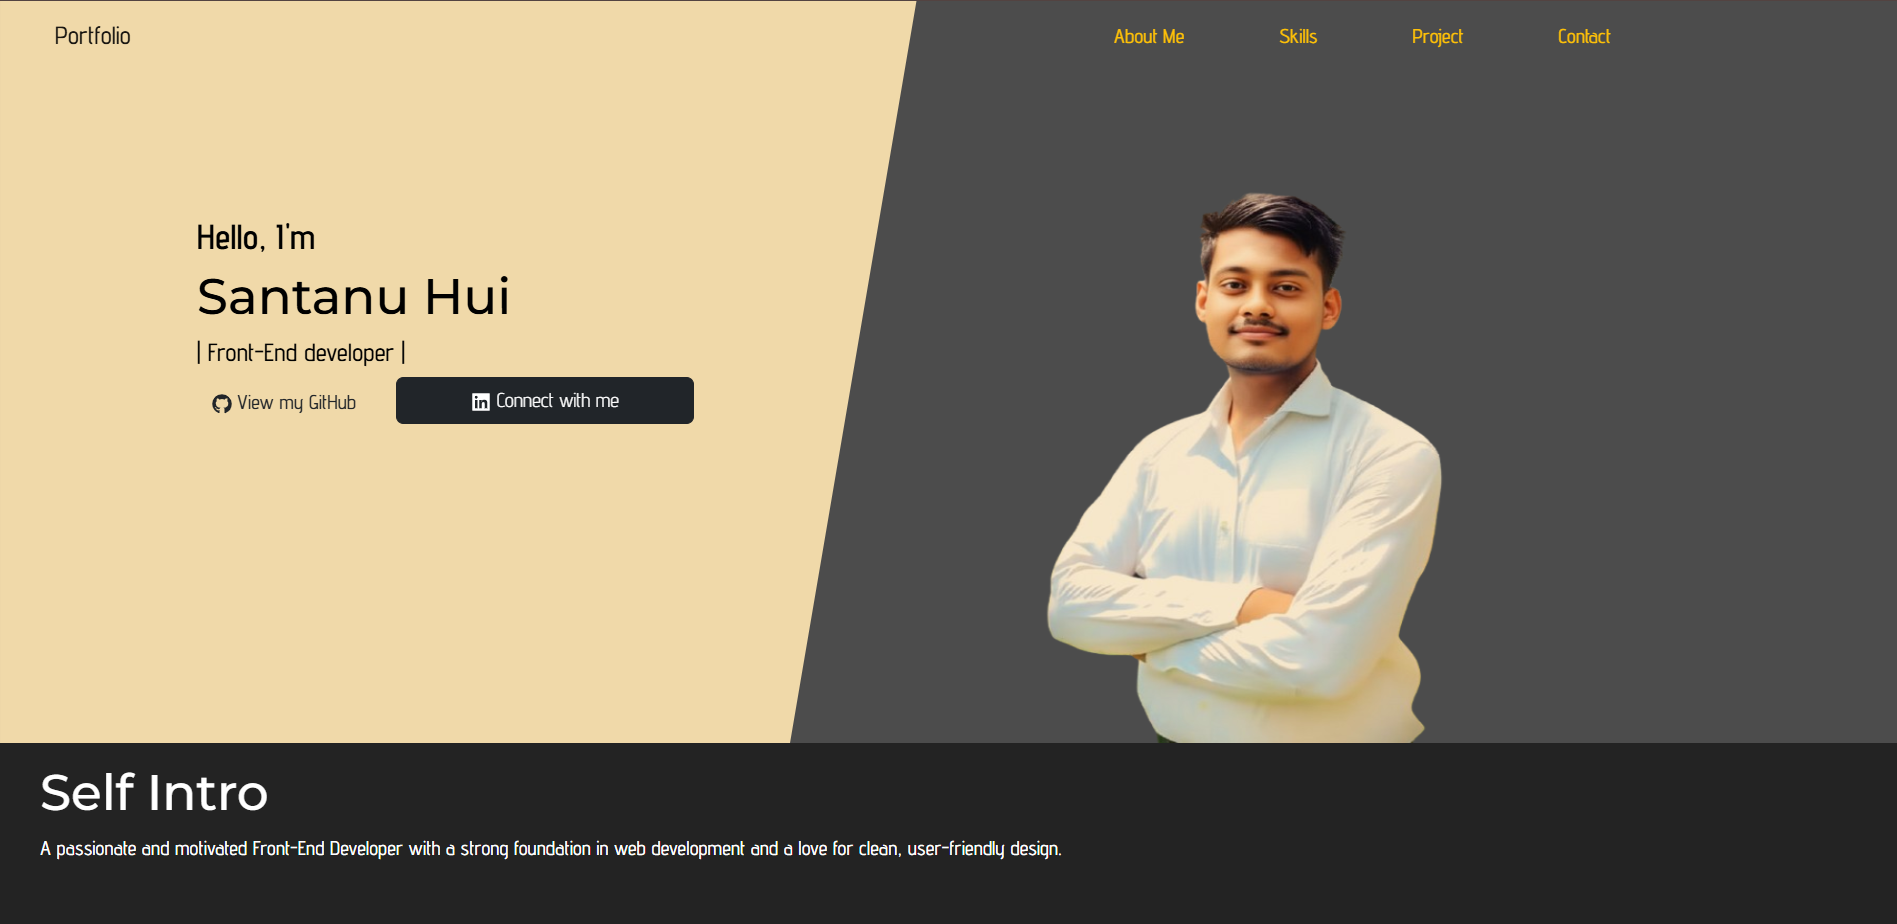 Portfolio
About Me
Skills
Project
Contact
Hello, I'm
Santanu Hui
| Front-End developer |
View my GitHub
Connect with me
Self Intro
A passionate and motivated Front-End Developer with a strong foundation in web development and a love for clean, user-friendly design.